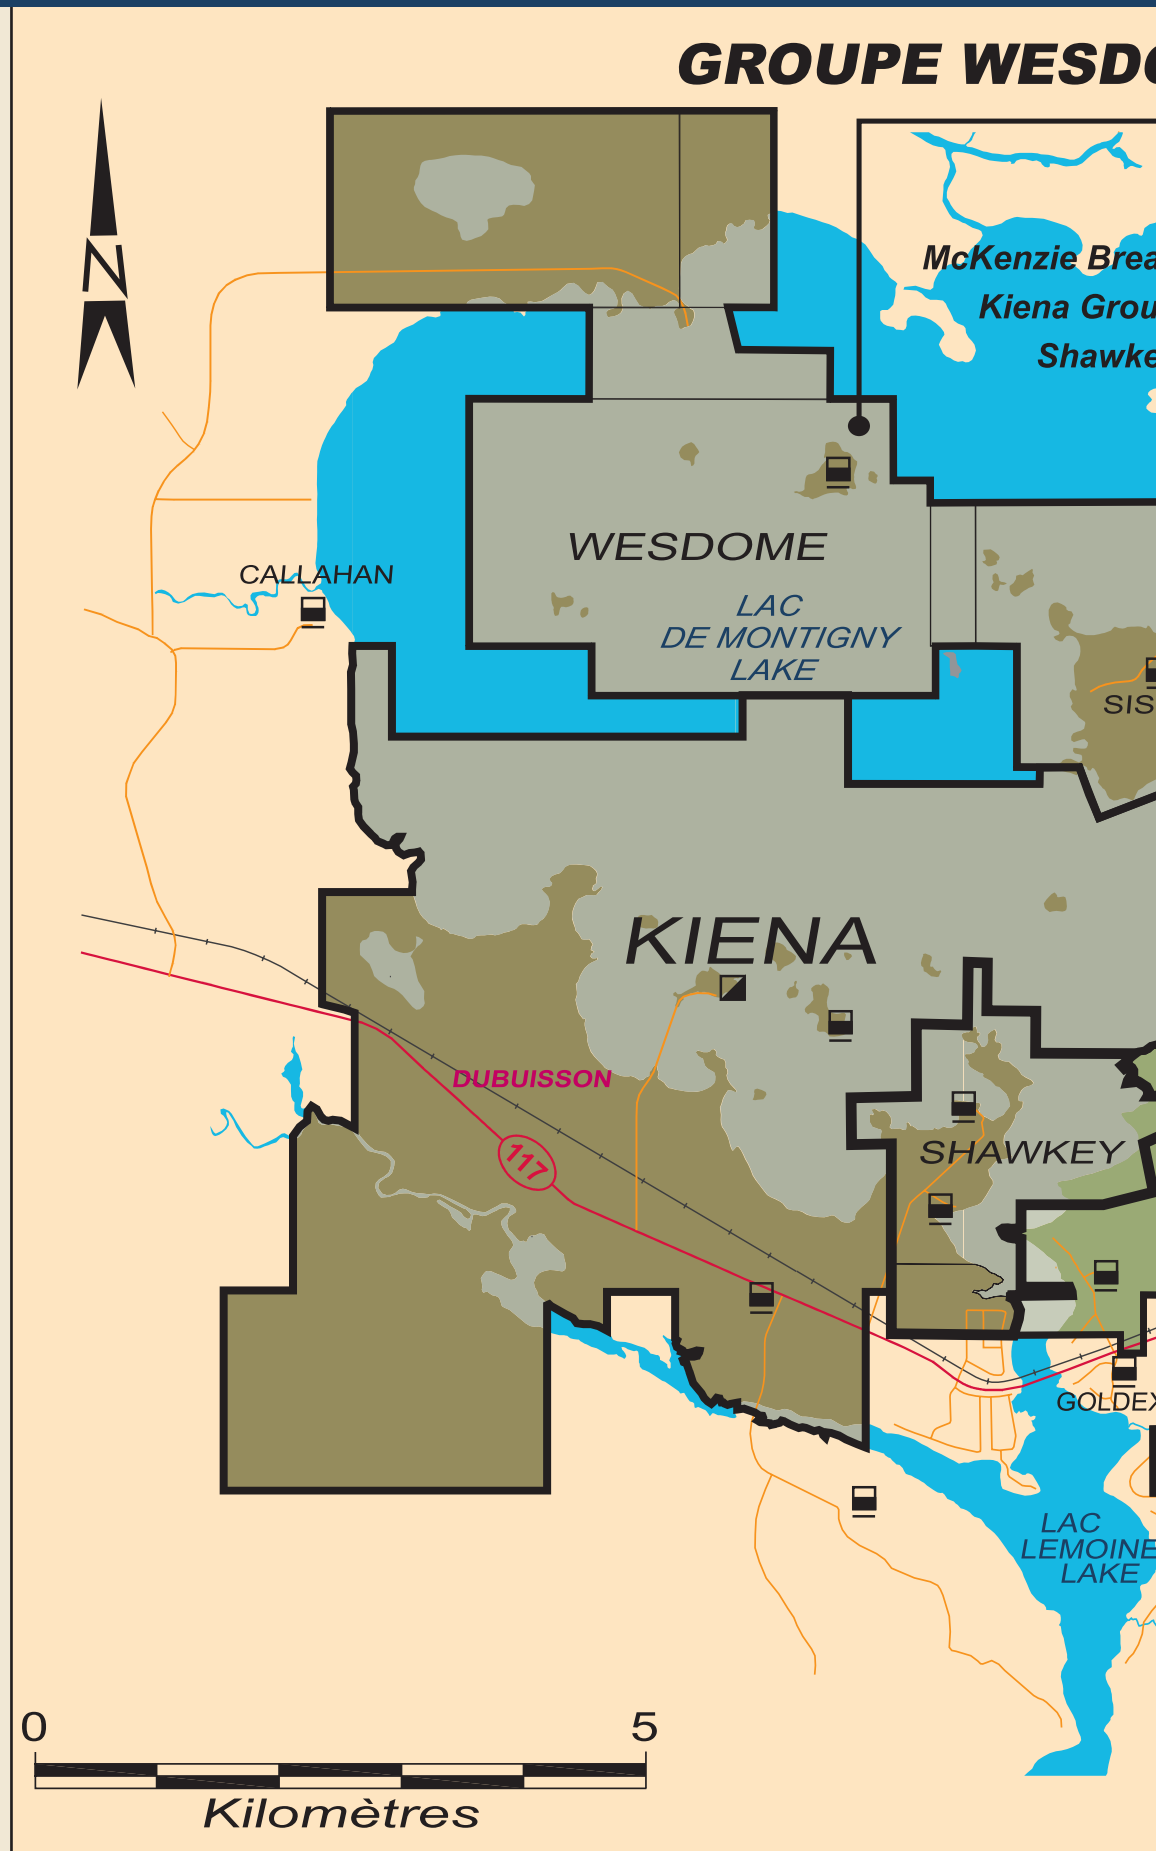 GROUPE WESDO
N
McKenzie Brea
Kiena Grou
Shawke
WESDOME
CALLAHAN
LAC
DE MONTIGNY
LAKE
SIS
KIENA
DUBUISSON
117
SHAWKEY
GOLDEX
LAC
LEMOINE
LAKE
0 5
Kilomètres